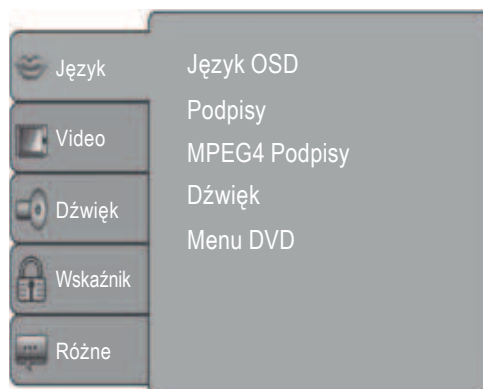 Język
Video
Dźwięk
Wskaźnik
Różne
Język OSD
Podpisy
MPEG4 Podpisy
Dźwięk
Menu DVD